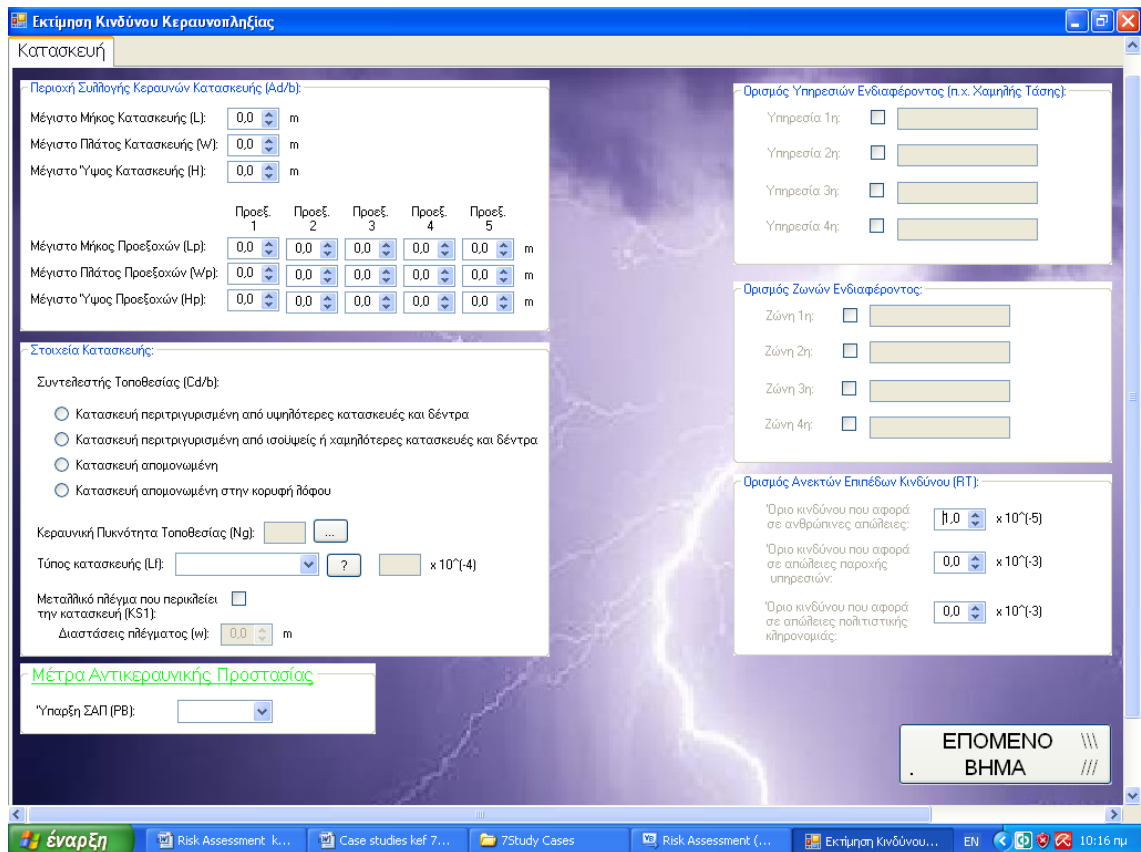 Εκτίμηση Κινδύνου Κεραυνοπληξίας
Κατασκευή
Περιοχή Συλλογής Κεραυνών Κατασκευής (Ad/b):
Μέγιστο Μήκος Κατασκευής (L): 0,0 m
Μέγιστο Πλάτος Κατασκευής (W): 0,0 m
Μέγιστο Ύψος Κατασκευής (H): 0,0 m
Προεξ. Προεξ. Προεξ. Προεξ. Προεξ.
1 2 3 4 5
Μέγιστο Μήκος Προεξοχών (Lp): 0,0 0,0 0,0 0,0 0,0 m
Μέγιστο Πλάτος Προεξοχών (Wp): 0,0 0,0 0,0 0,0 0,0 m
Μέγιστο Ύψος Προεξοχών (Hp): 0,0 0,0 0,0 0,0 0,0 m
Στοιχεία Κατασκευής:
Συντελεστής Τοποθεσίας (Cd/b):
Κατασκευή περιτριγυρισμένη από υψηλότερες κατασκευές και δέντρα
Κατασκευή περιτριγυρισμένη από ισοϋψείς ή χαμηλότερες κατασκευές και δέντρα
Κατασκευή απομονωμένη
Κατασκευή απομονωμένη στην κορυφή λόφου
Κεραυνική Πυκνότητα Τοποθεσίας (Ng): ...
Τύπος κατασκευής (Lf): ? x 10^(-4)
Μεταλλικό πλέγμα που περικλείει
την κατασκευή (KS1):
Διαστάσεις πλέγματος (w): 0,0 m
Μέτρα Αντικεραυνικής Προστασίας
Ύπαρξη ΣΑΠ (PB):
Ορισμός Υπηρεσιών Ενδιαφέροντος (π.χ. Χαμηλής Τάσης):
Υπηρεσία 1η:
Υπηρεσία 2η:
Υπηρεσία 3η:
Υπηρεσία 4η:
Ορισμός Ζωνών Ενδιαφέροντος:
Ζώνη 1η:
Ζώνη 2η:
Ζώνη 3η:
Ζώνη 4η:
Ορισμός Ανεκτών Επιπέδων Κινδύνου (RT):
Όριο κινδύνου που αφορά
σε ανθρώπινες απώλειες: 1,0 x 10^(-5)
Όριο κινδύνου που αφορά
σε απώλειες παροχής 0,0 x 10^(-3)
υπηρεσιών:
Όριο κινδύνου που αφορά
σε απώλειες πολιτιστικής 0,0 x 10^(-3)
κληρονομιάς:
ΕΠΟΜΕΝΟ \\\
. ΒΗΜΑ ///
έναρξη Risk Assessment k... Case studies kef 7... 7Study Cases Risk Assessment (... Εκτίμηση Κινδύνου... EN 10:16 πμ